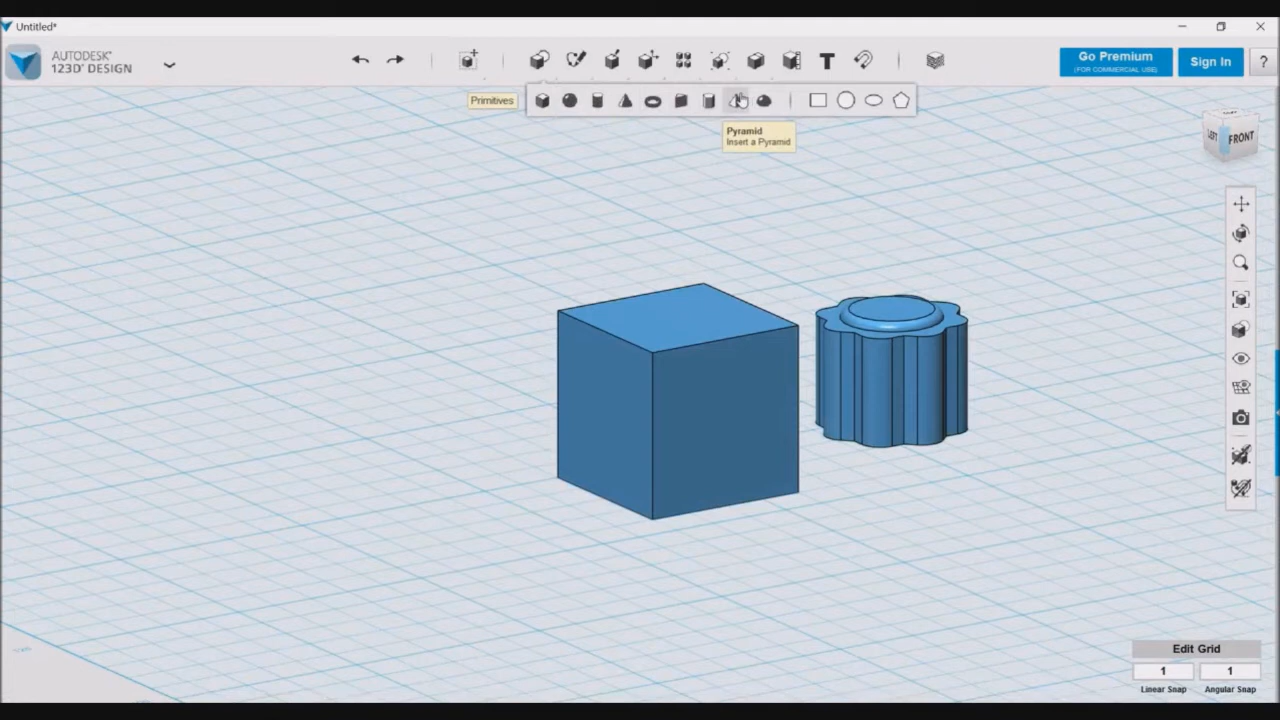 Untitled*
AUTODESK®
123D® DESIGN
Go Premium
(FOR COMMERCIAL USE)
Sign In
?
Primitives
Pyramid
Insert a Pyramid
LEFT
FRONT
Edit Grid
1
1
Linear Snap
Angular Snap